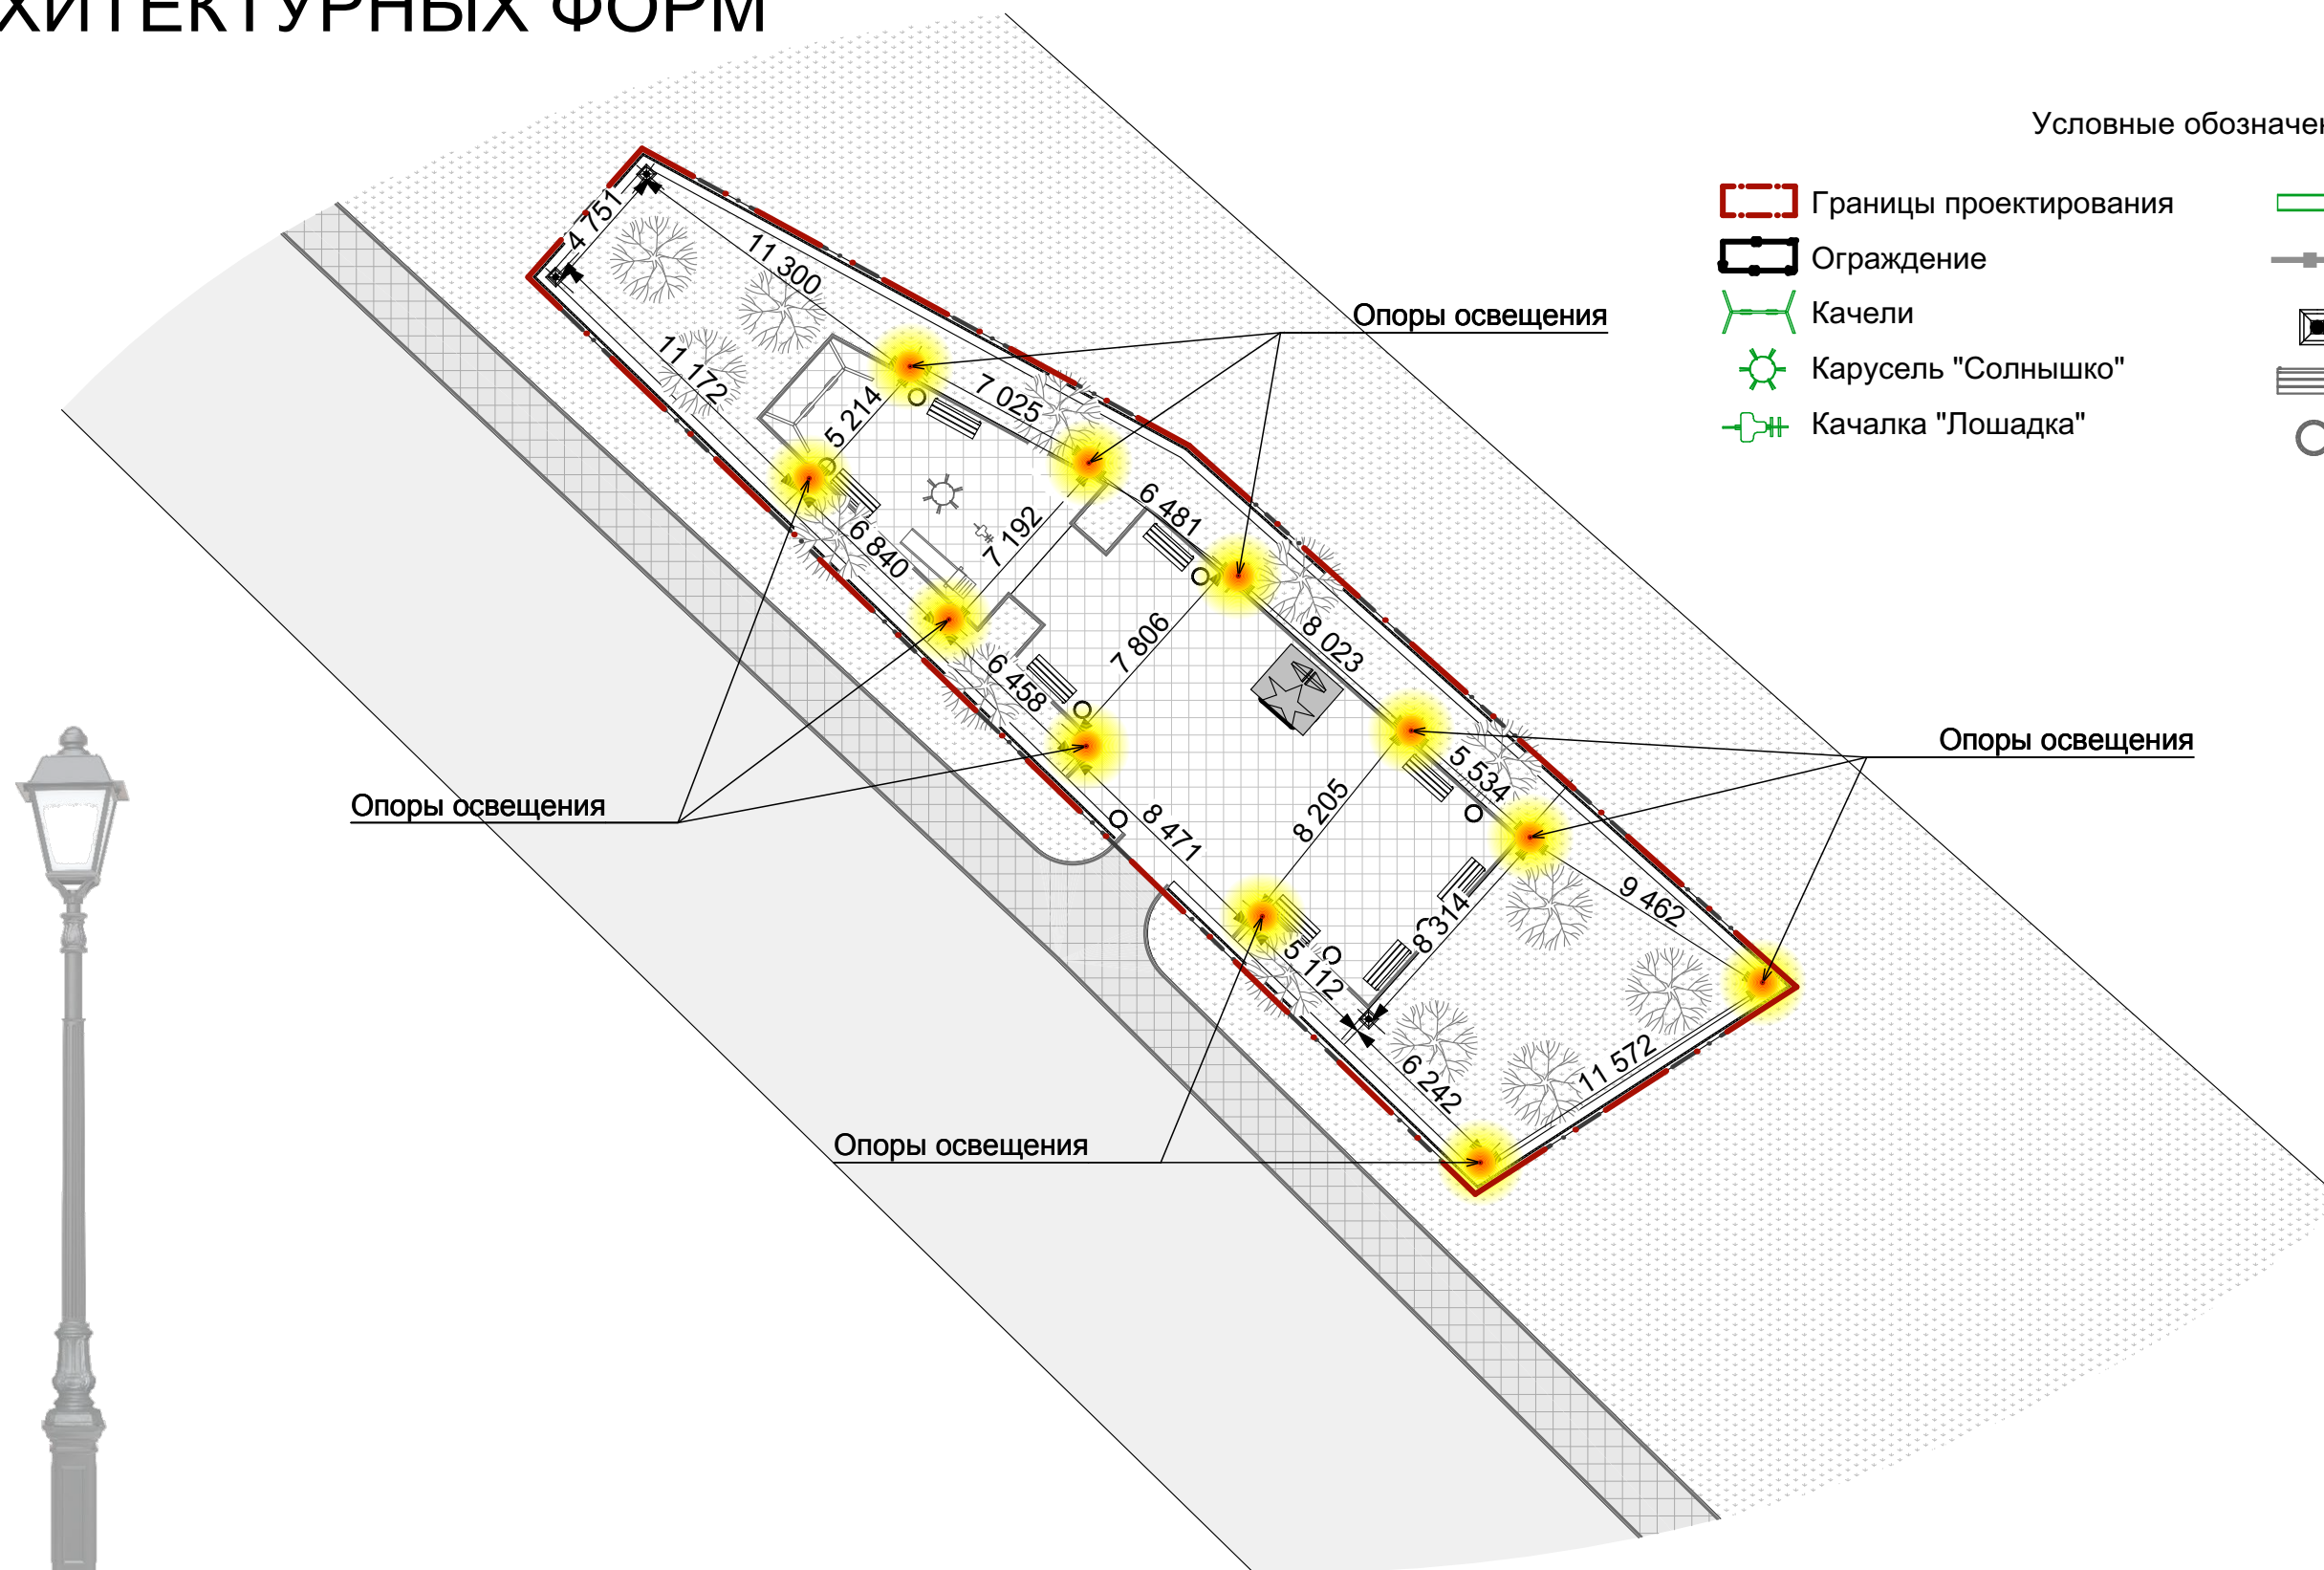 ХИТЕКТУРНЫХ ФОРМ
Условные обозначен
Границы проектирования
Ограждение
Качели
Карусель "Солнышко"
Качалка "Лошадка"
Опоры освещения
Опоры освещения
Опоры освещения
Опоры освещения
4 751
11 300
11 172
5 214
7 025
6 840
7 192
6 481
6 458
7 806
8 023
8 471
8 205
5 534
5 112
8 314
9 462
6 242
11 572